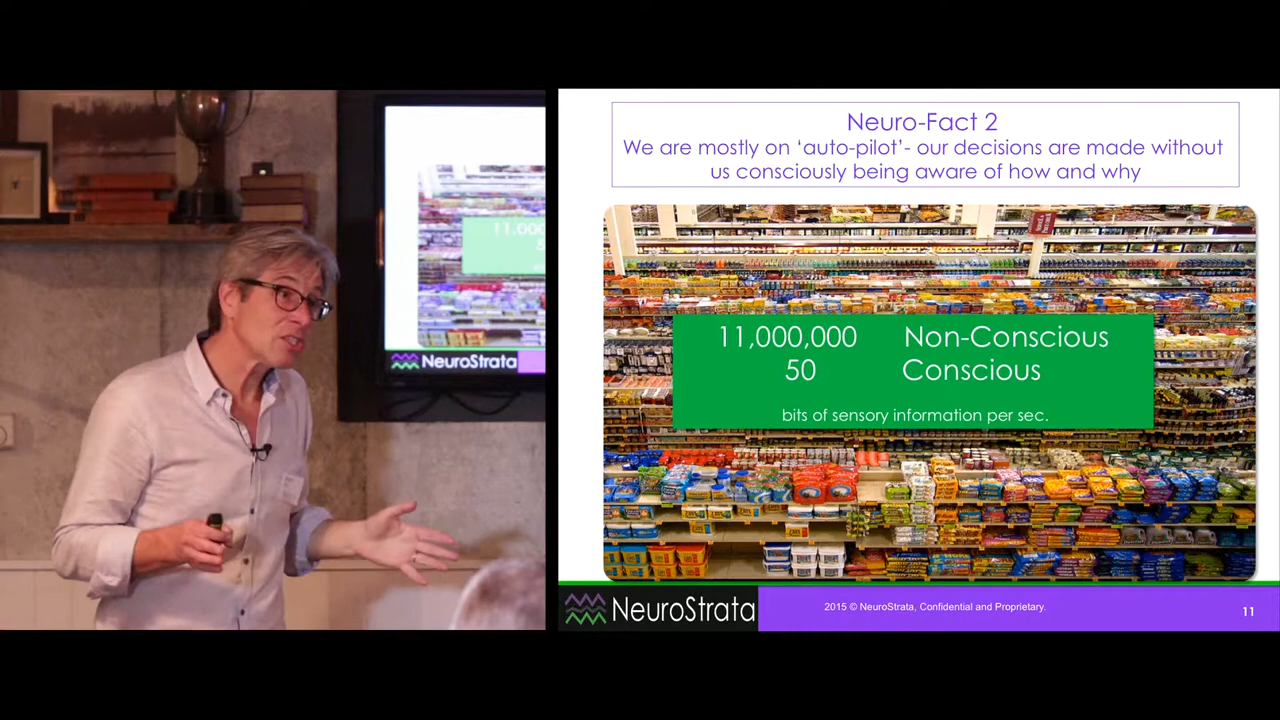 11,000
NeuroStrata
Neuro-Fact 2
We are mostly on ‘auto-pilot’- our decisions are made without
us consciously being aware of how and why
11,000,000 Non-Conscious
50 Conscious
bits of sensory information per sec.
NeuroStrata
2015 © NeuroStrata, Confidential and Proprietary.
11